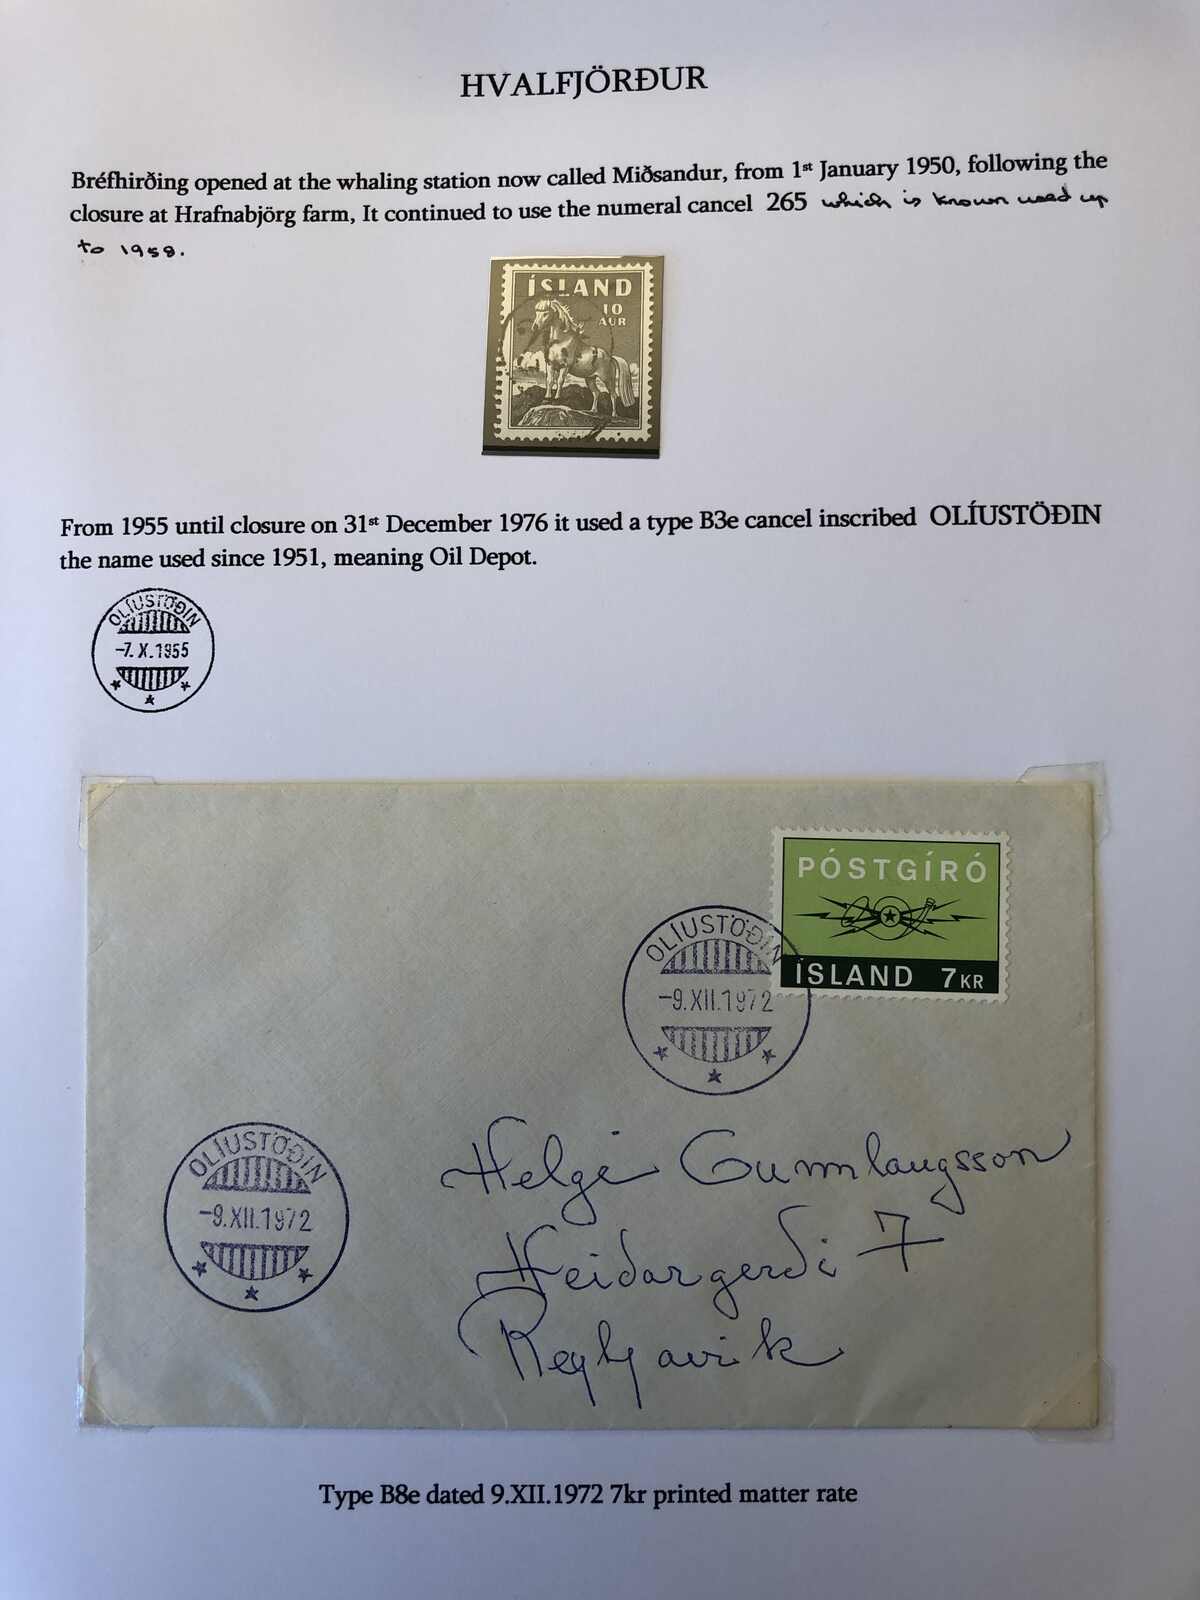 HVALFJÖRÐUR
Bréfhirðing opened at the whaling station now called Miðsandur, from 1st January 1950, following the
closure at Hrafnabjörg farm, It continued to use the numeral cancel 265 which is known used up
to 1958.
ÍSLAND
10
AUR
From 1955 until closure on 31st December 1976 it used a type B3e cancel inscribed OLÍUSTÖÐIN
the name used since 1951, meaning Oil Depot.
OLÍUSTÖÐIN
-7. X. 1955
PÓSTGÍRÓ
ÍSLAND 7 KR
OLÍUSTÖÐIN
-9.XII.1972
OLÍUSTÖÐIN
-9.XII.1972
Helgi Gunnlaugsson
Heidargerdi 7
Reykjavik
Type B8e dated 9.XII.1972 7kr printed matter rate